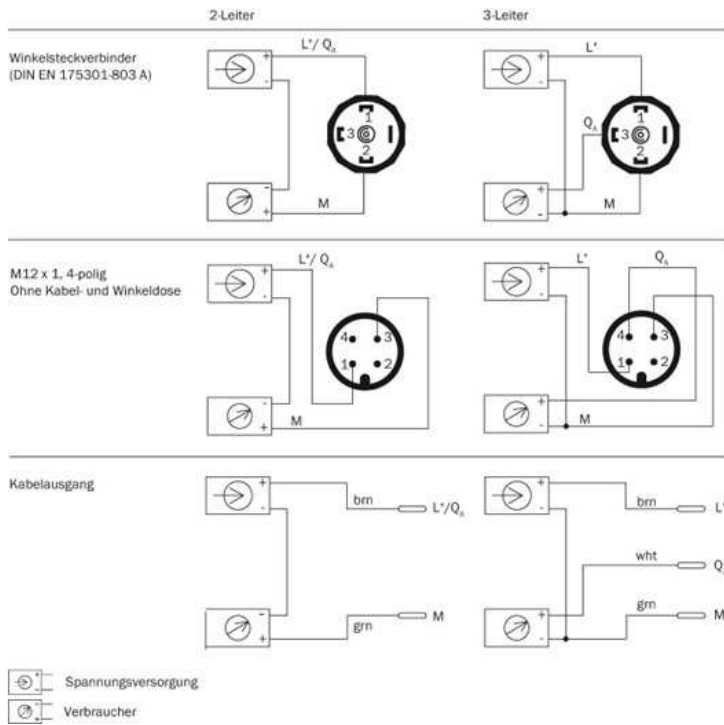 2-Leiter 3-Leiter
Winkelsteckverbinder
(DIN EN 175301-803 A)
L⁺/ Q_A
L⁺
+
-
+
-
1
3
2
1
3
2
Q_A
-
+
M
+
-
M
M12 x 1, 4-polig
Ohne Kabel- und Winkeldose
L⁺/ Q_A
L⁺
Q_A
+
-
+
-
4 3
1 2
4 3
1 2
-
+
M
+
-
M
Kabelausgang
+
-
brn
L⁺/Q_A
+
-
brn
L⁺
wht
Q
-
+
grn
M
+
-
grn
M
+
-
Spannungsversorgung
-
+
Verbraucher